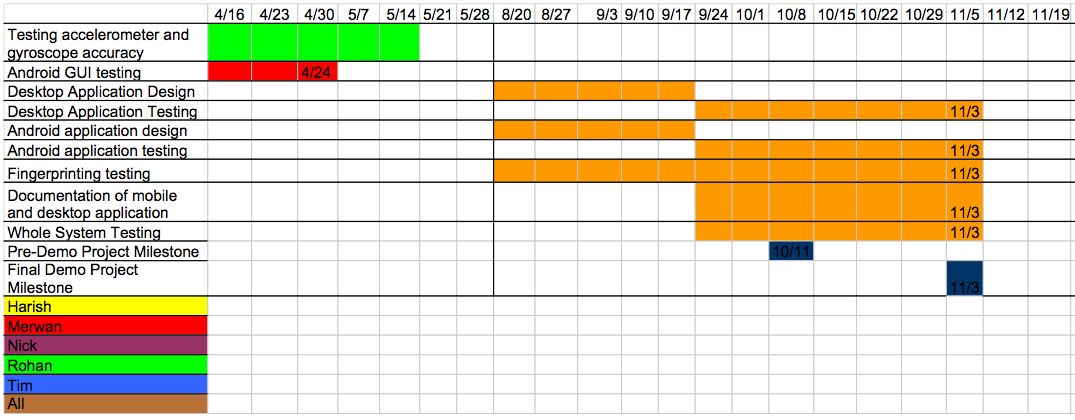 4/16 4/23 4/30 5/7 5/14 5/21 5/28 8/20 8/27 9/3 9/10 9/17 9/24 10/1 10/8 10/15 10/22 10/29 11/5 11/12 11/19
Testing accelerometer and
gyroscope accuracy
Android GUI testing 4/24
Desktop Application Design
Desktop Application Testing 11/3
Android application design
Android application testing 11/3
Fingerprinting testing 11/3
Documentation of mobile
and desktop application 11/3
Whole System Testing 11/3
Pre-Demo Project Milestone 10/11
Final Demo Project
Milestone 11/3
Harish
Merwan
Nick
Rohan
Tim
All